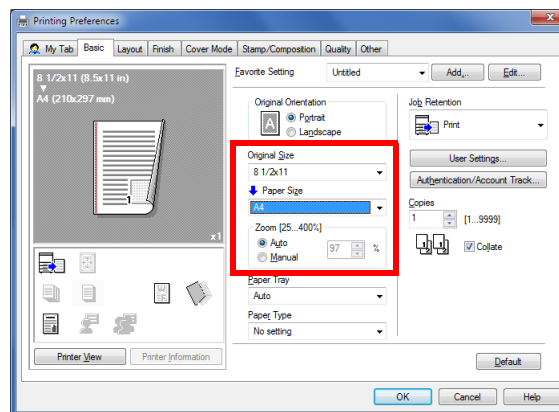 Printing Preferences
My Tab Basic Layout Finish Cover Mode Stamp/Composition Quality Other
8 1/2x11 (8.5x11 in)
A4 (210x297 mm)
1
x1
Printer View Printer Information
Favorite Setting Untitled Add... Edit...
Original Orientation
A
Portrait
Landscape
Original Size
8 1/2x11
Paper Size
A4
Zoom [25...400%]
Auto
Manual
97 %
Paper Tray
Auto
Paper Type
No setting
Job Retention
Print
User Settings...
Authentication/Account Track...
Copies
1 [1...9999]
Collate
Default
OK Cancel Help